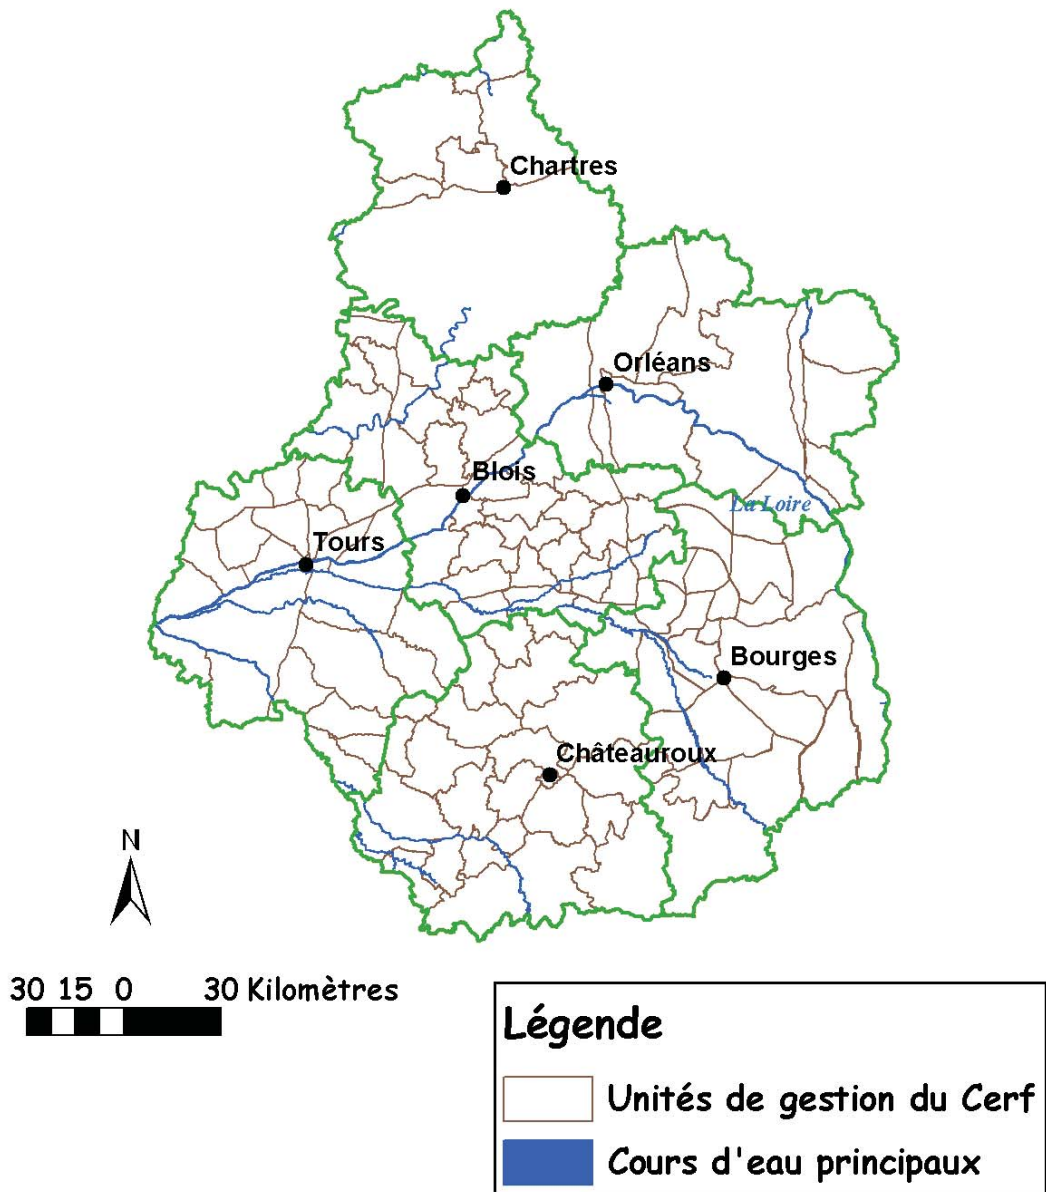 Chartres
Orléans
Blois
La Loire
Tours
Bourges
Châteauroux
N
30 15 0 30 Kilomètres
Légende
Unités de gestion du Cerf
Cours d'eau principaux